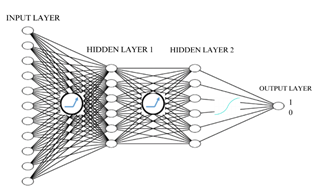 INPUT LAYER
HIDDEN LAYER 1
HIDDEN LAYER 2
OUTPUT LAYER
1
0